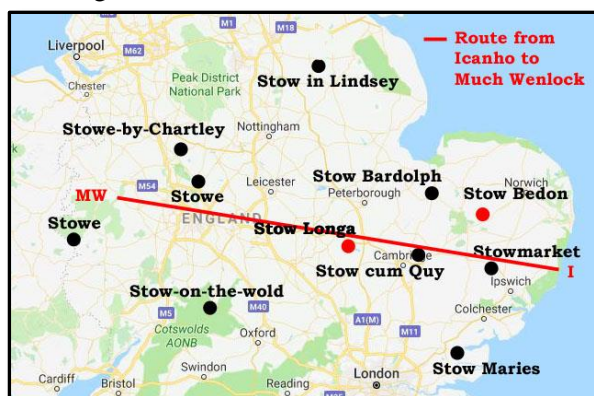 Liverpool
M62
M18
Route from
Icanho to
Much Wenlock
Chester
Peak District
National Park
Stow in Lindsey
Stowe-by-Chartley
Nottingham
MW
M54
Stowe
Leicester
Peterborough
Stow Bardolph
Norwich
Stow Bedon
ENGLAND
Stowe
Stow Longa
Cambridge
Stow cum Quy
Stowmarket
I
Ipswich
Stow-on-the-wold
M5
M40
A1(M)
M11
Colchester
Cotswolds
AONB
Oxford
Chelmsford
Stow Maries
Cardiff
Bristol
Swindon
Reading
London